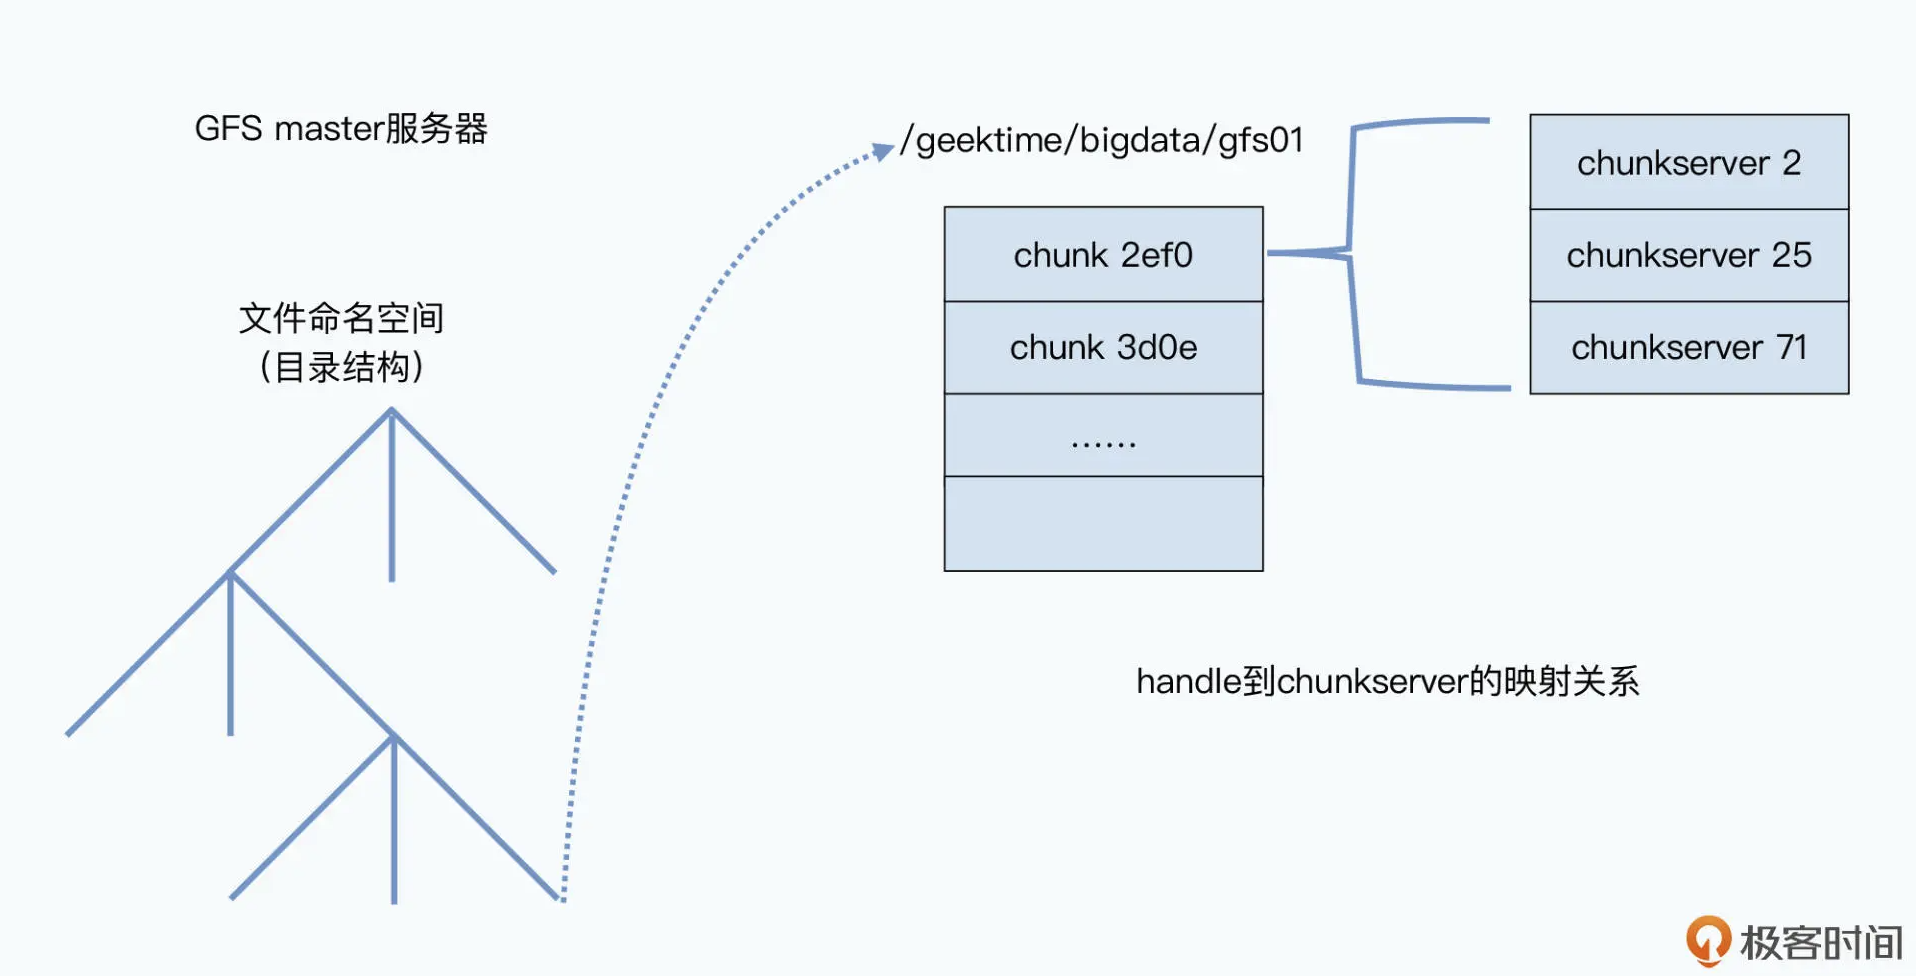 GFS master服务器
文件命名空间
（目录结构）
/geektime/bigdata/gfs01
chunk 2ef0
chunk 3d0e
......
chunkserver 2
chunkserver 25
chunkserver 71
handle到chunkserver的映射关系
极客时间